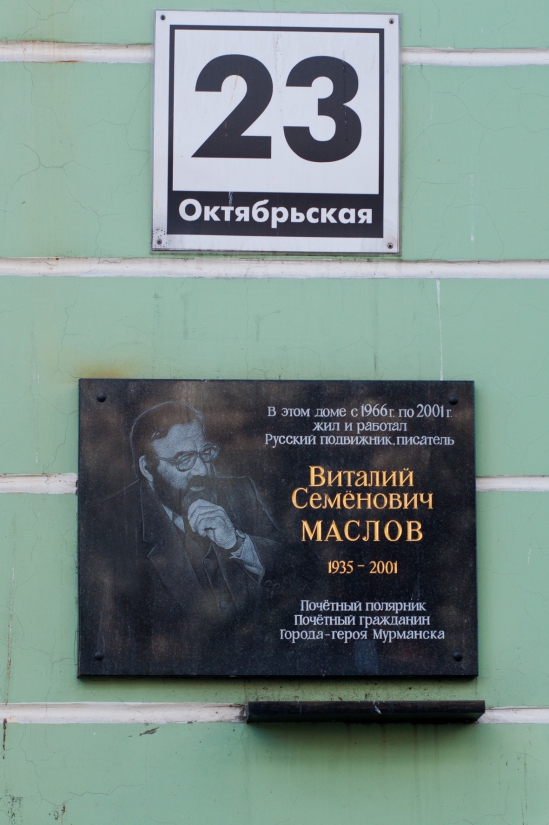 23
Октябрьская
В этом доме с 1966г. по 2001 г.
жил и работал
Русский подвижник, писатель
Виталий
Семёнович
МАСЛОВ
1935 – 2001
Почётный полярник
Почётный гражданин
Города-героя Мурманска